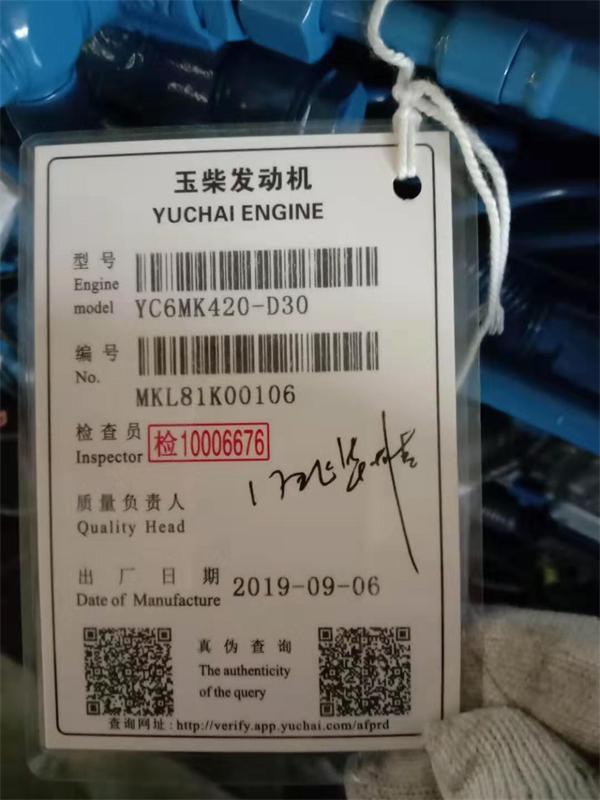 玉柴发动机
YUCHAI ENGINE
型号
Engine
model
YC6MK420-D30
编号
No.
MKL81K00106
检查员
Inspector
检10006676
质量负责人
Quality Head
出厂日期
Date of Manufacture
2019-09-06
真伪查询
The authenticity
of the query
查询网址:http://verify.app.yuchai.com/afprd